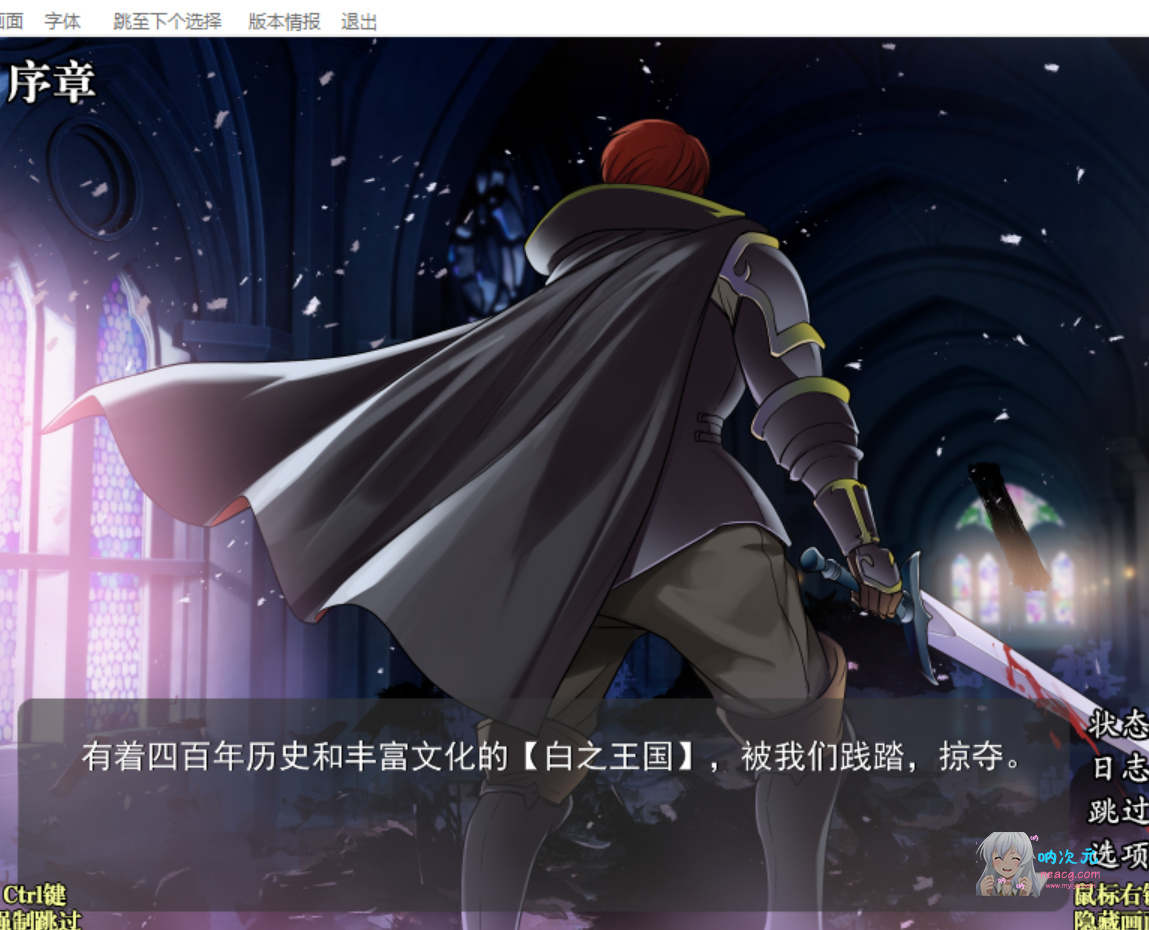 画面 字体 跳至下个选择 版本情报 退出
序章
有着四百年历史和丰富文化的【白之王国】，被我们践踏，掠夺。
状态
日志
跳过
选项
呐次元
acg.com
Ctrl键
强制跳过
鼠标右键
隐藏画面